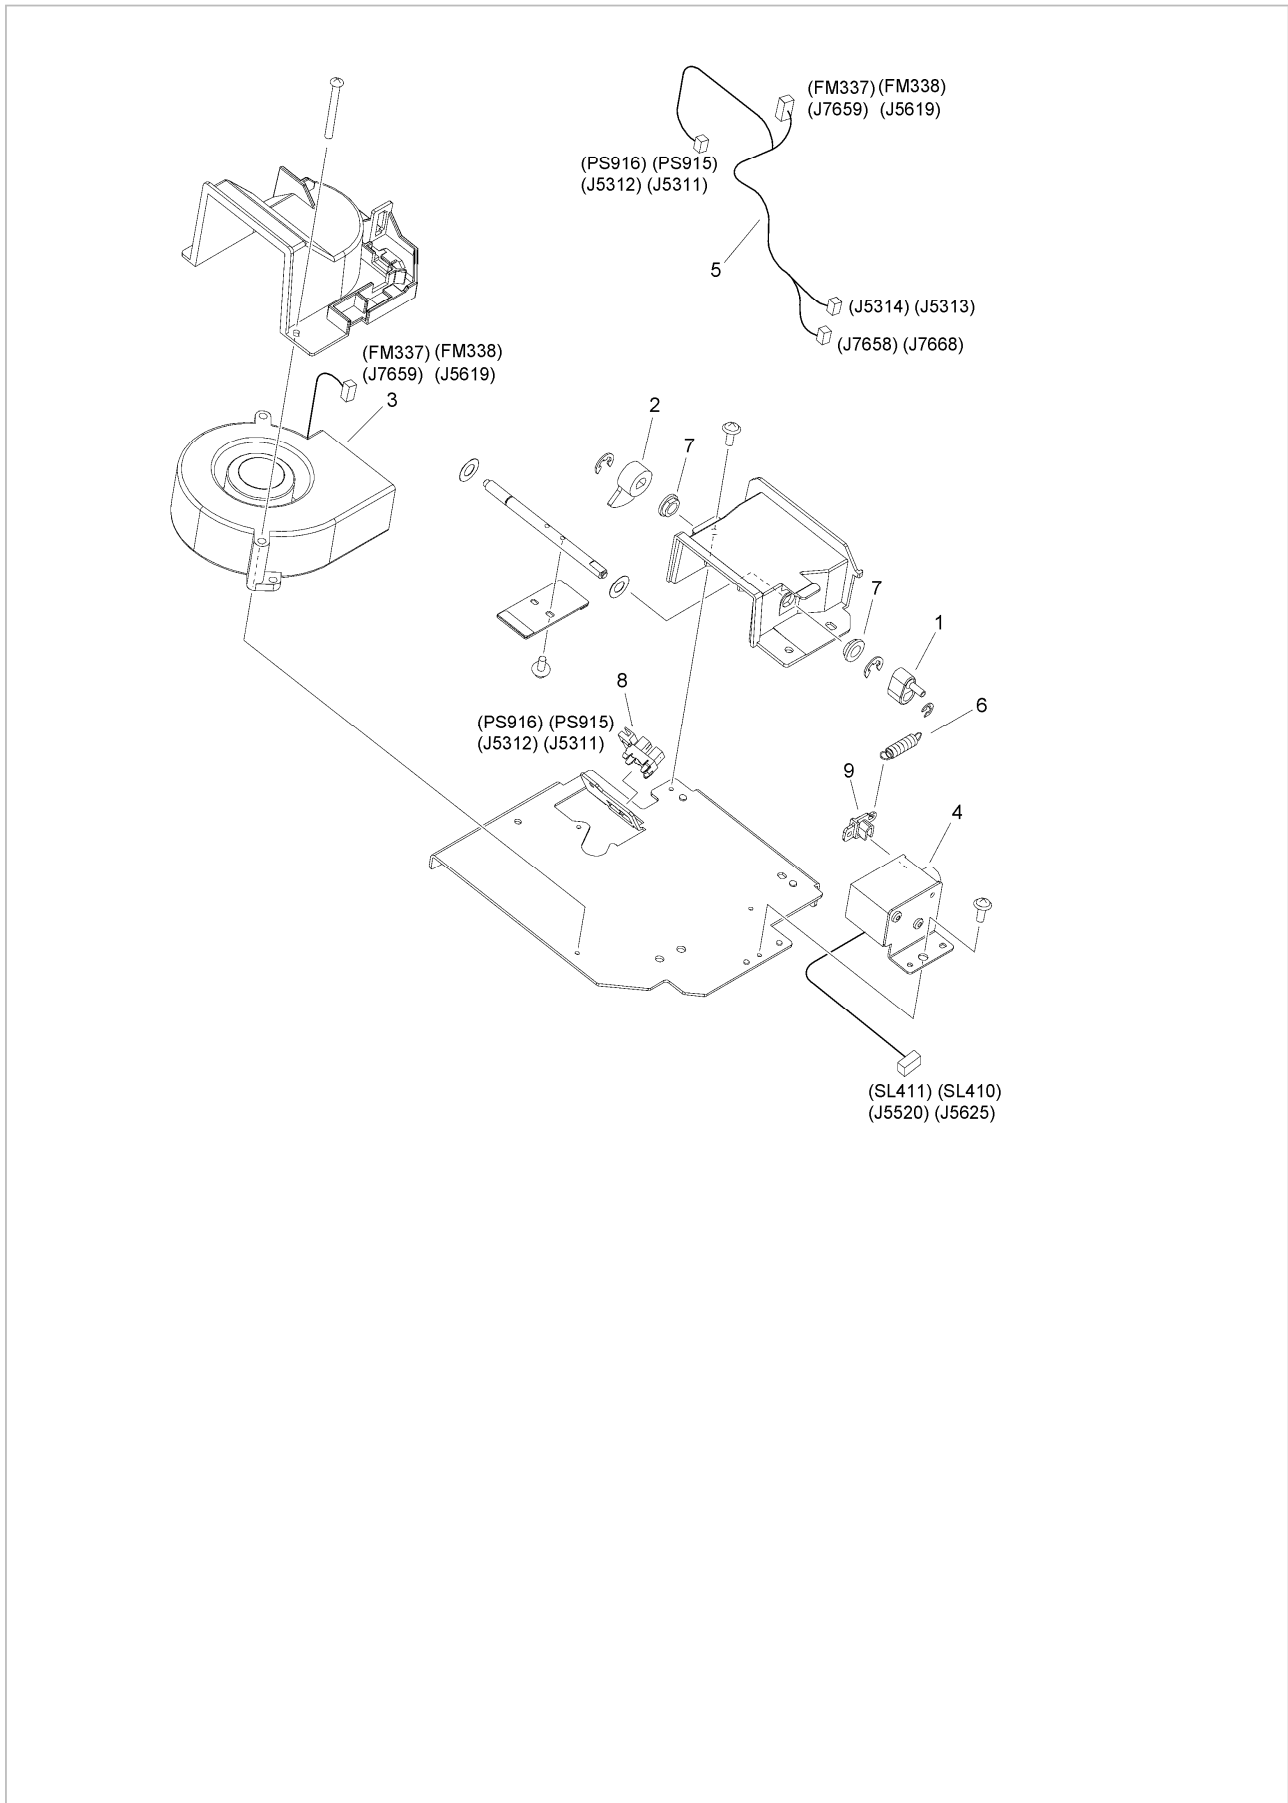 (FM337) (FM338)
(J7659) (J5619)
(PS916) (PS915)
(J5312) (J5311)
5
(J5314) (J5313)
(J7658) (J7668)
(FM337) (FM338)
(J7659) (J5619)
3
2
7
7
1
8
6
(PS916) (PS915)
(J5312) (J5311)
9
4
(SL411) (SL410)
(J5520) (J5625)